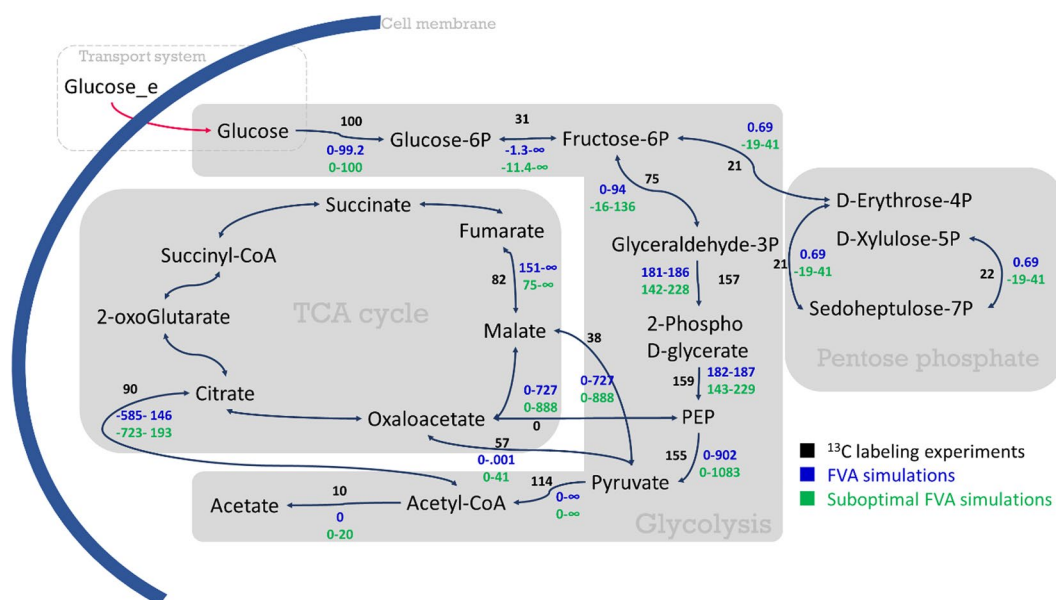 Cell membrane
Transport system
Glucose_e
Glucose
100
0-99.2
0-100
Glucose-6P
31
-1.3-∞
-11.4-∞
Fructose-6P
0.69
-19-41
21
0-94
-16-136
75
Glyceraldehyde-3P
181-186
142-228
157
2-Phospho
D-glycerate
159
182-187
143-229
PEP
155
0-902
0-1083
Pyruvate
Glycolysis
D-Erythrose-4P
D-Xylulose-5P
21
0.69
-19-41
22
0.69
-19-41
Sedoheptulose-7P
Pentose phosphate
Succinate
Fumarate
Succinyl-CoA
82
151-∞
75-∞
2-oxoGlutarate
TCA cycle
Malate
38
0-727
0-888
0-727
0-888
90
Citrate
-585- 146
-723- 193
Oxaloacetate
0
57
0-.001
0-41
114
0-∞
0-∞
Acetyl-CoA
10
0
0-20
Acetate
13C labeling experiments
FVA simulations
Suboptimal FVA simulations